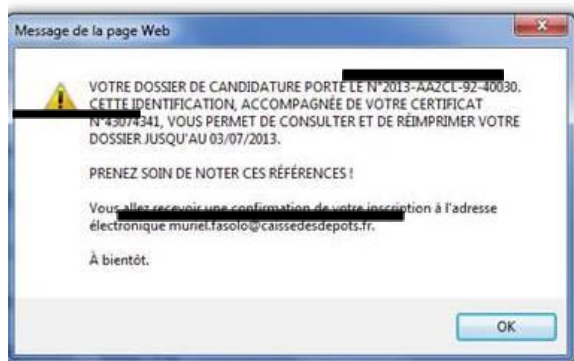 Message de la page Web
VOTRE DOSSIER DE CANDIDATURE PORTE LE N°2013-AA2CL-92-40030.
CETTE IDENTIFICATION, ACCOMPAGNÉE DE VOTRE CERTIFICAT
N°43074341, VOUS PERMET DE CONSULTER ET DE RÉIMPRIMER VOTRE
DOSSIER JUSQU'AU 03/07/2013.
PRENEZ SOIN DE NOTER CES RÉFÉRENCES !
Vous allez recevoir une confirmation de votre inscription à l'adresse
électronique muriel.fasolo@caissedesdepots.fr.
À bientôt.
OK